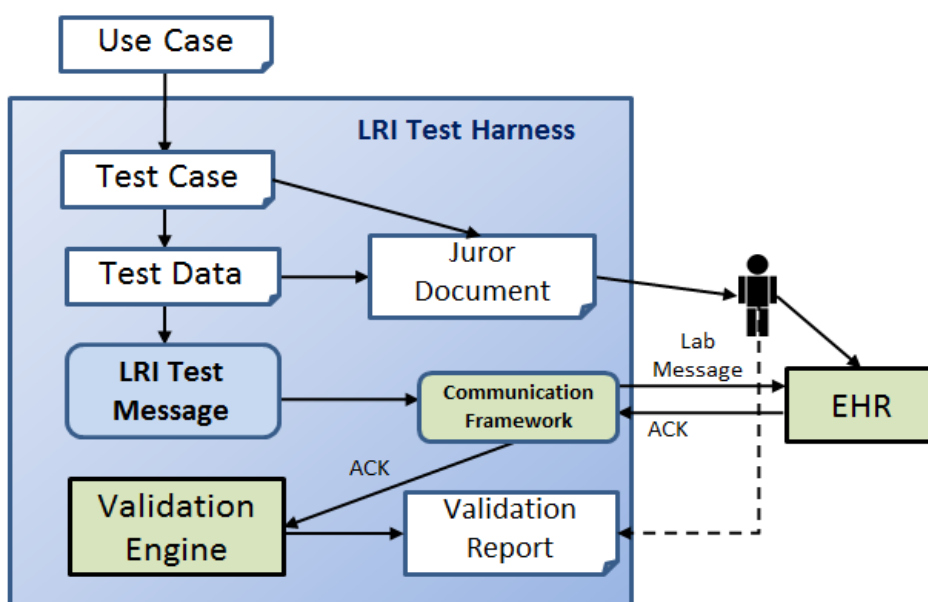 Use Case
LRI Test Harness
Test Case
Test Data
Juror
Document
LRI Test
Message
Communication
Framework
Lab
Message
EHR
ACK
ACK
Validation
Engine
Validation
Report